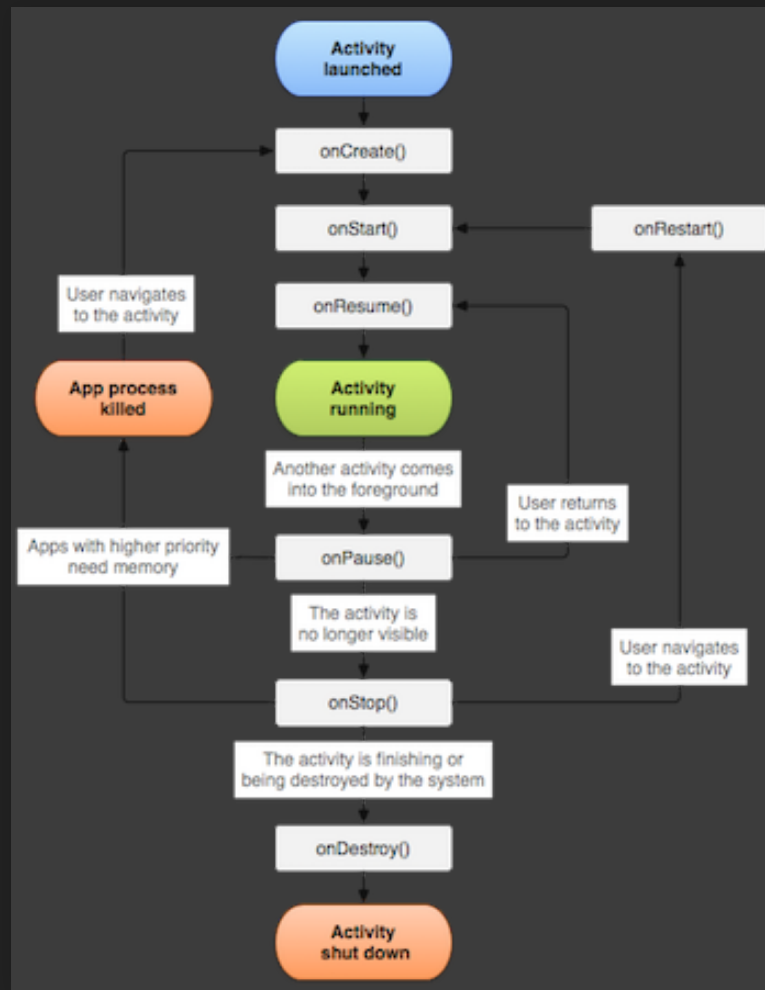 Activity
launched
onCreate()
onStart()
onRestart()
User navigates
to the activity
onResume()
App process
killed
Activity
running
Another activity comes
into the foreground
User returns
to the activity
Apps with higher priority
need memory
onPause()
The activity is
no longer visible
User navigates
to the activity
onStop()
The activity is finishing or
being destroyed by the system
onDestroy()
Activity
shut down